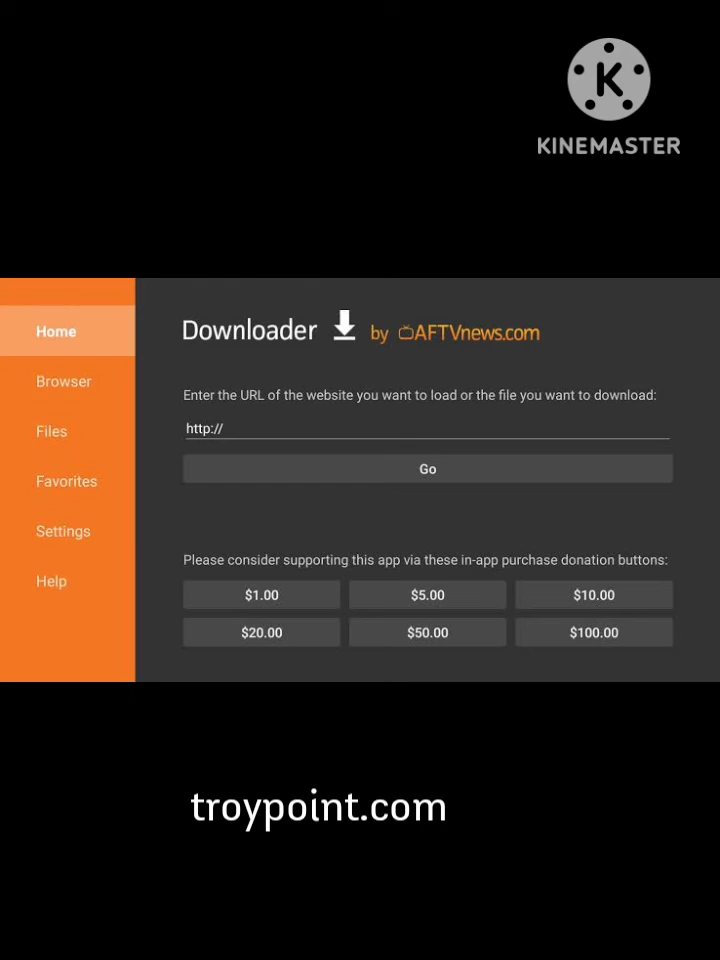 K
KINEMASTER
Home
Browser
Files
Favorites
Settings
Help
Downloader by AFTVnews.com
Enter the URL of the website you want to load or the file you want to download:
http://
Go
Please consider supporting this app via these in-app purchase donation buttons:
$1.00 $5.00 $10.00
$20.00 $50.00 $100.00
troypoint.com